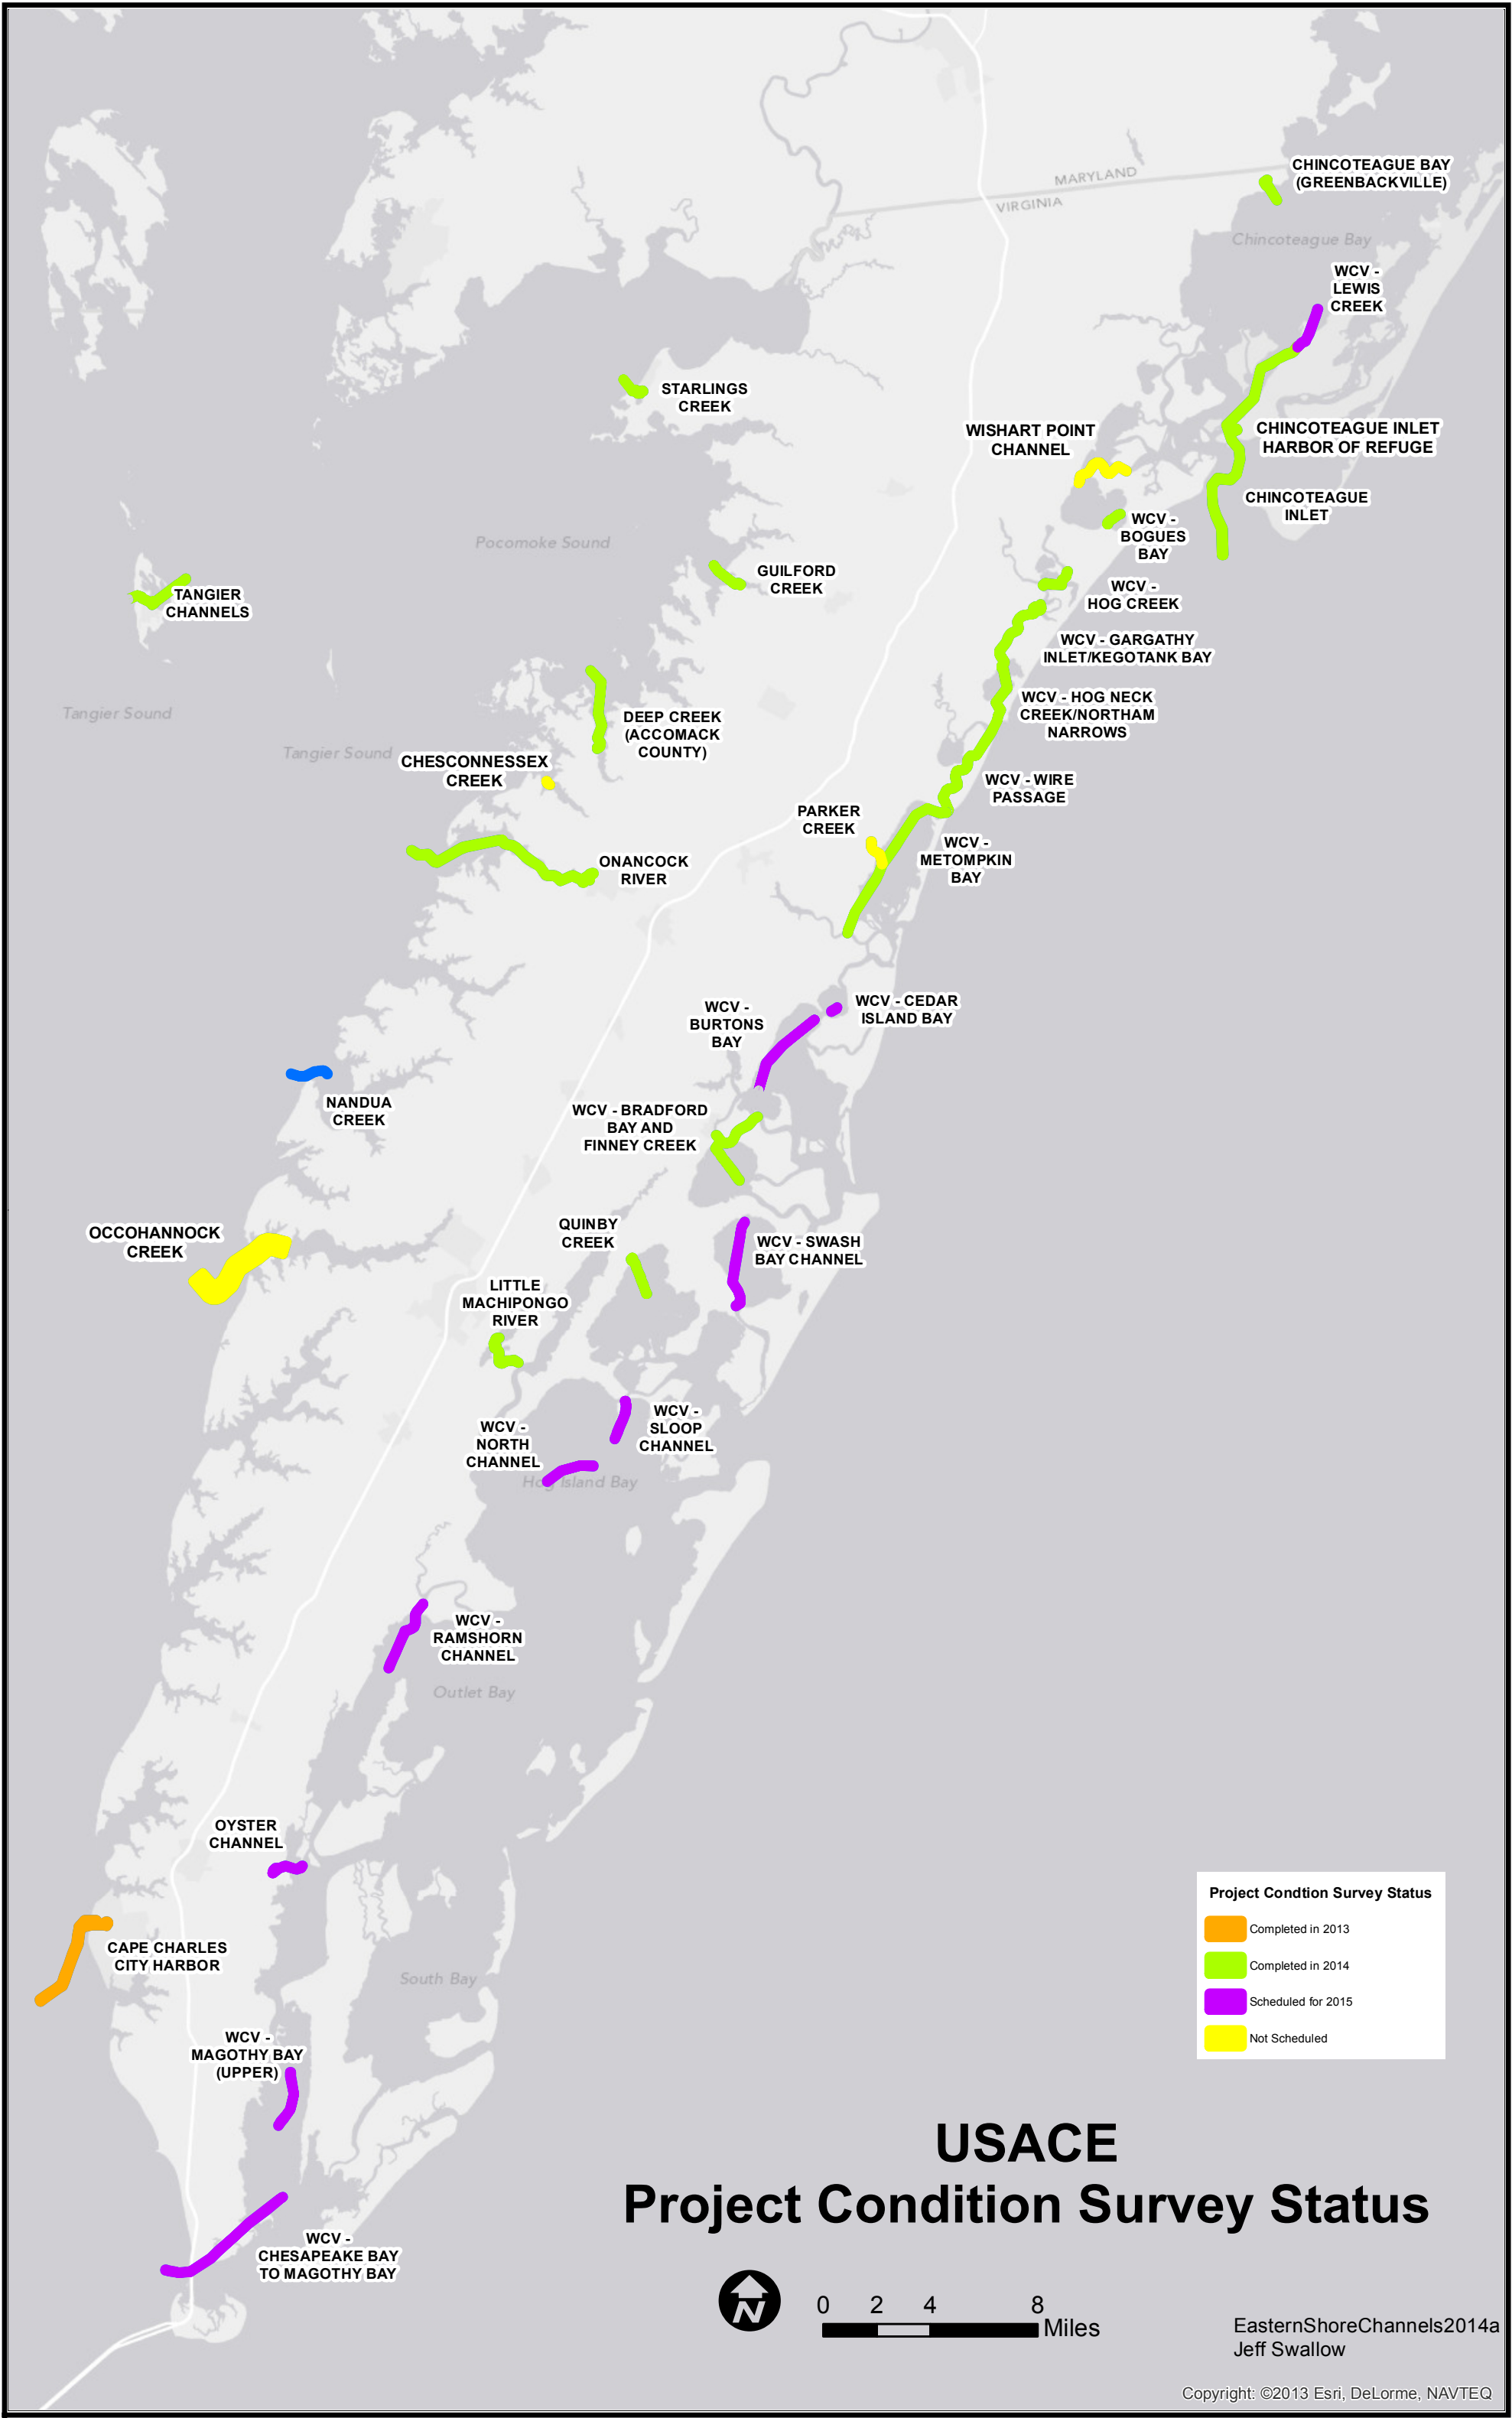 1
MARYLAND
VIRGINIA
CHINCOTEAGUE BAY
(GREENBACKVILLE)
Chincoteague Bay
WCV -
LEWIS
CREEK
STARLINGS
CREEK
WISHART POINT
CHANNEL
CHINCOTEAGUE INLET
HARBOR OF REFUGE
CHINCOTEAGUE
INLET
WCV -
BOGUES
BAY
Pocomoke Sound
GUILFORD
CREEK
WCV -
HOG CREEK
TANGIER
CHANNELS
WCV - GARGATHY
INLET/KEGOTANK BAY
Tangier Sound
WCV - HOG NECK
CREEK/NORTHAM
NARROWS
DEEP CREEK
(ACCOMACK
COUNTY)
Tangier Sound
CHESCONNESSEX
CREEK
WCV - WIRE
PASSAGE
PARKER
CREEK
WCV -
METOMPKIN
BAY
ONANCOCK
RIVER
WCV - CEDAR
ISLAND BAY
WCV -
BURTONS
BAY
NANDUA
CREEK
WCV - BRADFORD
BAY AND
FINNEY CREEK
OCCOHANNOCK
CREEK
QUINBY
CREEK
WCV - SWASH
BAY CHANNEL
LITTLE
MACHIPONGO
RIVER
WCV -
SLOOP
CHANNEL
WCV -
NORTH
CHANNEL
Hog Island Bay
WCV -
RAMSHORN
CHANNEL
Outlet Bay
OYSTER
CHANNEL
CAPE CHARLES
CITY HARBOR
South Bay
WCV -
MAGOTHY BAY
(UPPER)
WCV -
CHESAPEAKE BAY
TO MAGOTHY BAY
Project Condtion Survey Status
Completed in 2013
Completed in 2014
Scheduled for 2015
Not Scheduled
USACE
Project Condition Survey Status
N
0 2 4 8
Miles
EasternShoreChannels2014a
Jeff Swallow
Copyright: ©2013 Esri, DeLorme, NAVTEQ